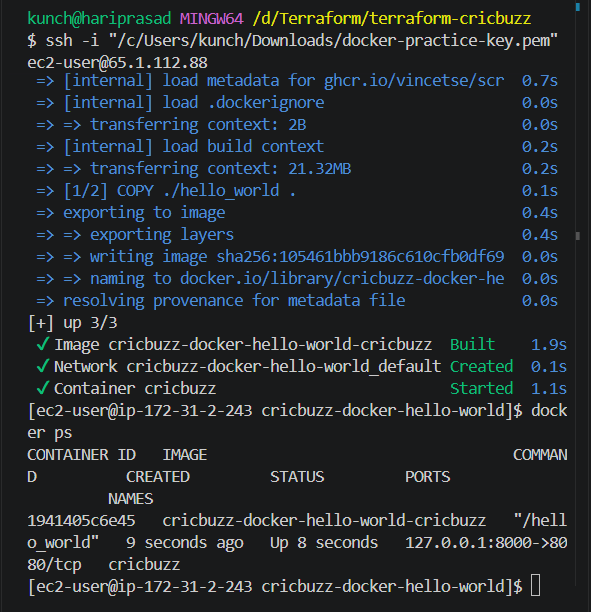 kunch@hariprasad MINGW64 /d/Terraform/terraform-cricbuzz
$ ssh -i "/c/Users/kunch/Downloads/docker-practice-key.pem"
ec2-user@65.1.112.88
=> [internal] load metadata for ghcr.io/vincetse/scr 0.7s
=> [internal] load .dockerignore 0.0s
=> => transferring context: 2B 0.0s
=> [internal] load build context 0.2s
=> => transferring context: 21.32MB 0.2s
=> [1/2] COPY ./hello_world . 0.1s
=> exporting to image 0.4s
=> => exporting layers 0.4s
=> => writing image sha256:105461bbb9186c610cfb0df69 0.0s
=> => naming to docker.io/library/cricbuzz-docker-he 0.0s
=> resolving provenance for metadata file 0.0s
[+] up 3/3
✓ Image cricbuzz-docker-hello-world-cricbuzz Built 1.9s
✓ Network cricbuzz-docker-hello-world_default Created 0.1s
✓ Container cricbuzz Started 1.1s
[ec2-user@ip-172-31-2-243 cricbuzz-docker-hello-world]$ dock
er ps
CONTAINER ID IMAGE COMMAN
D CREATED STATUS PORTS
NAMES
1941405c6e45 cricbuzz-docker-hello-world-cricbuzz "/hell
o_world" 9 seconds ago Up 8 seconds 127.0.0.1:8000->80
80/tcp cricbuzz
[ec2-user@ip-172-31-2-243 cricbuzz-docker-hello-world]$